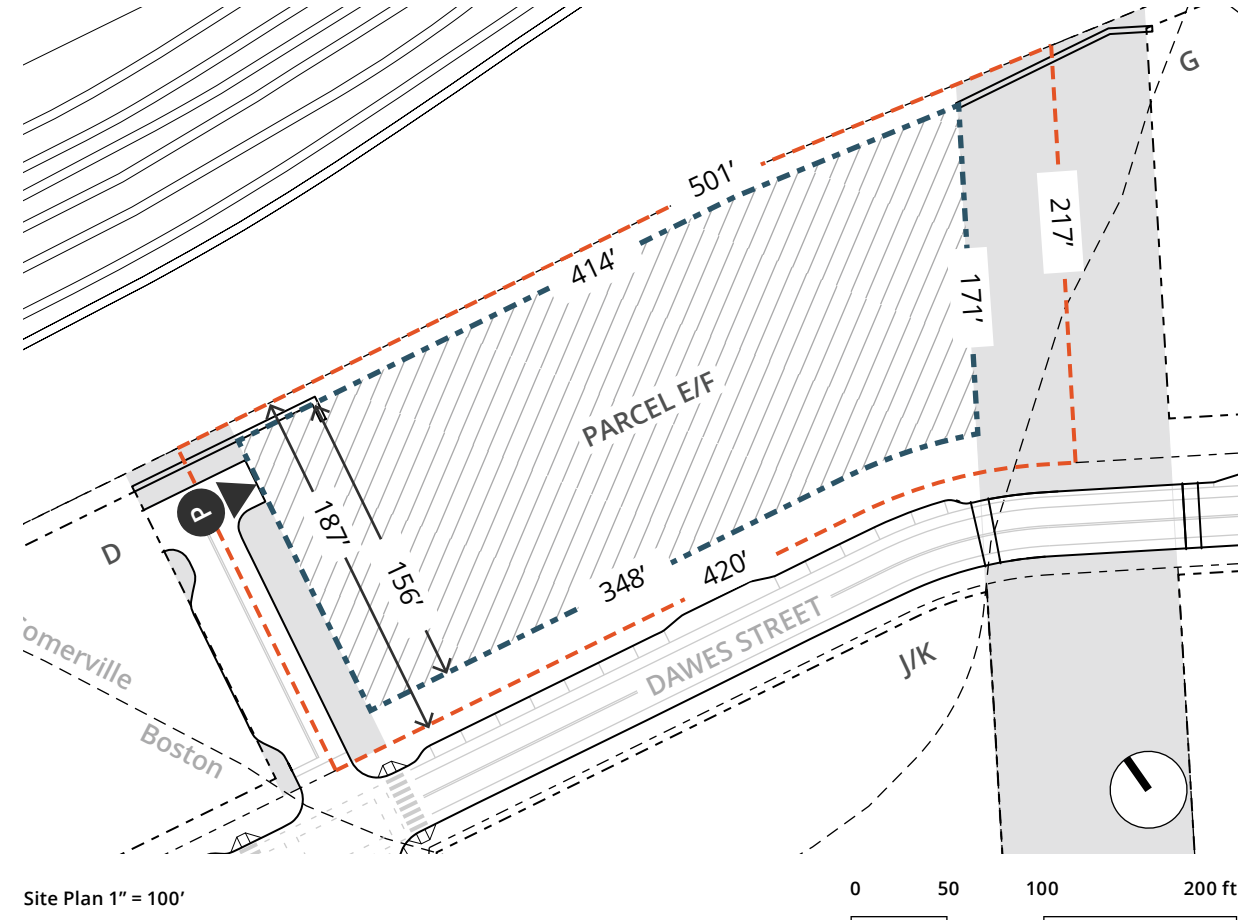 G
501′
217′
414′
171′
PARCEL E/F
P
187′
156′
D
348′
420′
DAWES STREET
J/K
Boston
Site Plan 1” = 100′
0 50 100 200 ft